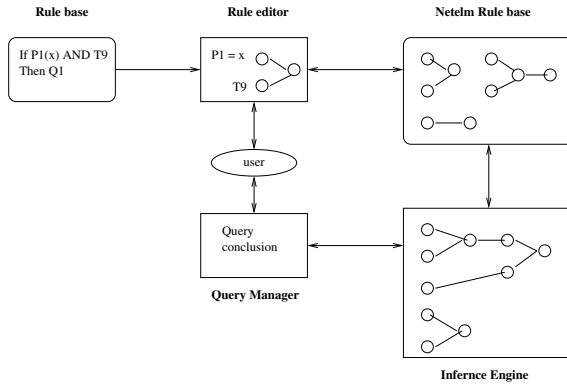 Rule base
Rule editor
Netelm Rule base
If P1(x) AND T9
Then Q1
P1 = x
T9
user
Query
conclusion
Query Manager
Infernce Engine